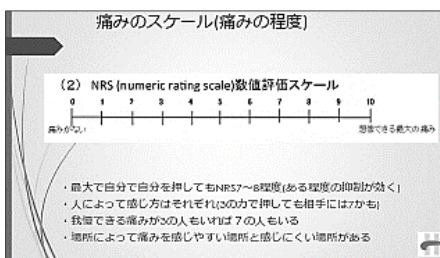 痛みのスケール(痛みの程度)
(2) NRS (numeric rating scale)数値評価スケール
0 1 2 3 4 5 6 7 8 9 10
痛みがない 想像できる最大の痛み
・最大で自分で自分を押してもNRS7～8程度(ある程度の抑制が効く)
・人によって感じ方はそれぞれ(3の力で押しても相手には7かも)
・我慢できる痛みが3の人もいれば7の人もいる
・場所によって痛みを感じやすい場所と感じにくい場所がある